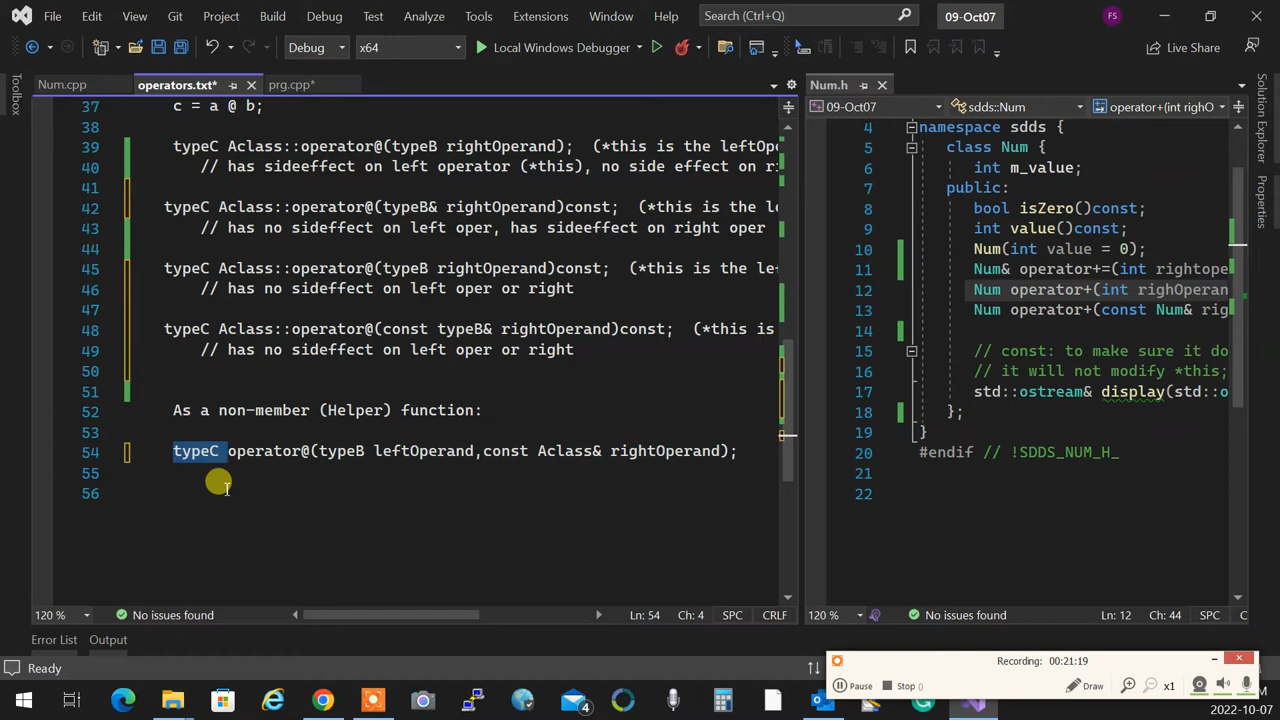 File Edit View Git Project Build Debug Test Analyze Tools Extensions Window Help Search (Ctrl+Q) 09-Oct07 FS
Debug x64 Local Windows Debugger Live Share
Toolbox
Num.cpp operators.txt* prg.cpp*
37 c = a @ b;
38
39 typeC Aclass::operator@(typeB rightOperand); (*this is the leftOpe
40 // has sideeffect on left operator (*this), no side effect on ri
41
42 typeC Aclass::operator@(typeB& rightOperand)const; (*this is the l
43 // has no sideffect on left oper, has sideeffect on right oper
44
45 typeC Aclass::operator@(typeB rightOperand)const; (*this is the le
46 // has no sideffect on left oper or right
47
48 typeC Aclass::operator@(const typeB& rightOperand)const; (*this is
49 // has no sideffect on left oper or right
50
51
52 As a non-member (Helper) function:
53
54 typeC operator@(typeB leftOperand,const Aclass& rightOperand);
55
56
120 % No issues found Ln: 54 Ch: 4 SPC CRLF
Num.h
09-Oct07 sdds::Num operator+(int righO
4 namespace sdds {
5 class Num {
6 int m_value;
7 public:
8 bool isZero()const;
9 int value()const;
10 Num(int value = 0);
11 Num& operator+=(int rightope
12 Num operator+(int righOperan
13 Num operator+(const Num& rig
14
15 // const: to make sure it do
16 // it will not modify *this;
17 std::ostream& display(std::o
18 };
19 }
20 #endif // !SDDS_NUM_H_
21
22
120 % No issues found Ln: 12 Ch: 44 SPC C
Solution Explorer
Properties
Error List Output
Ready
Recording: 00:21:19
Pause Stop () Draw x1
4
M
2022-10-07